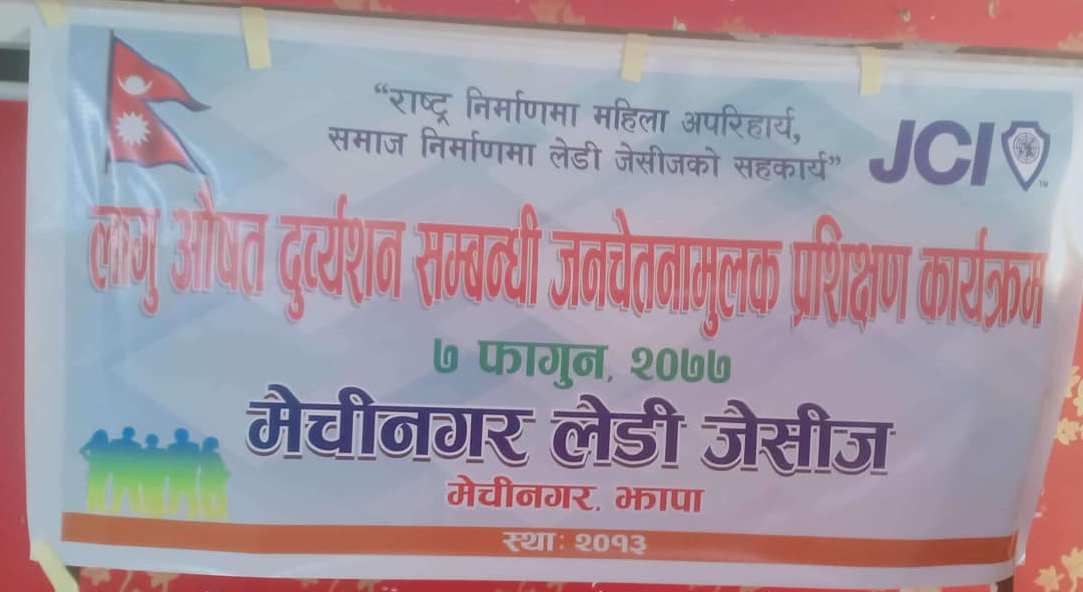 “राष्ट्र निर्माणमा महिला अपरिहार्य,
समाज निर्माणमा लेडी जेसीजको सहकार्य”
JCI
TM
लागु औषत दुर्व्यशन सम्बन्धी जनचेतनामुलक प्रशिक्षण कार्यक्रम
७ फागुन, २०७७
मेचीनगर लेडी जेसीज
मेचीनगर, झापा
स्था: २०१३